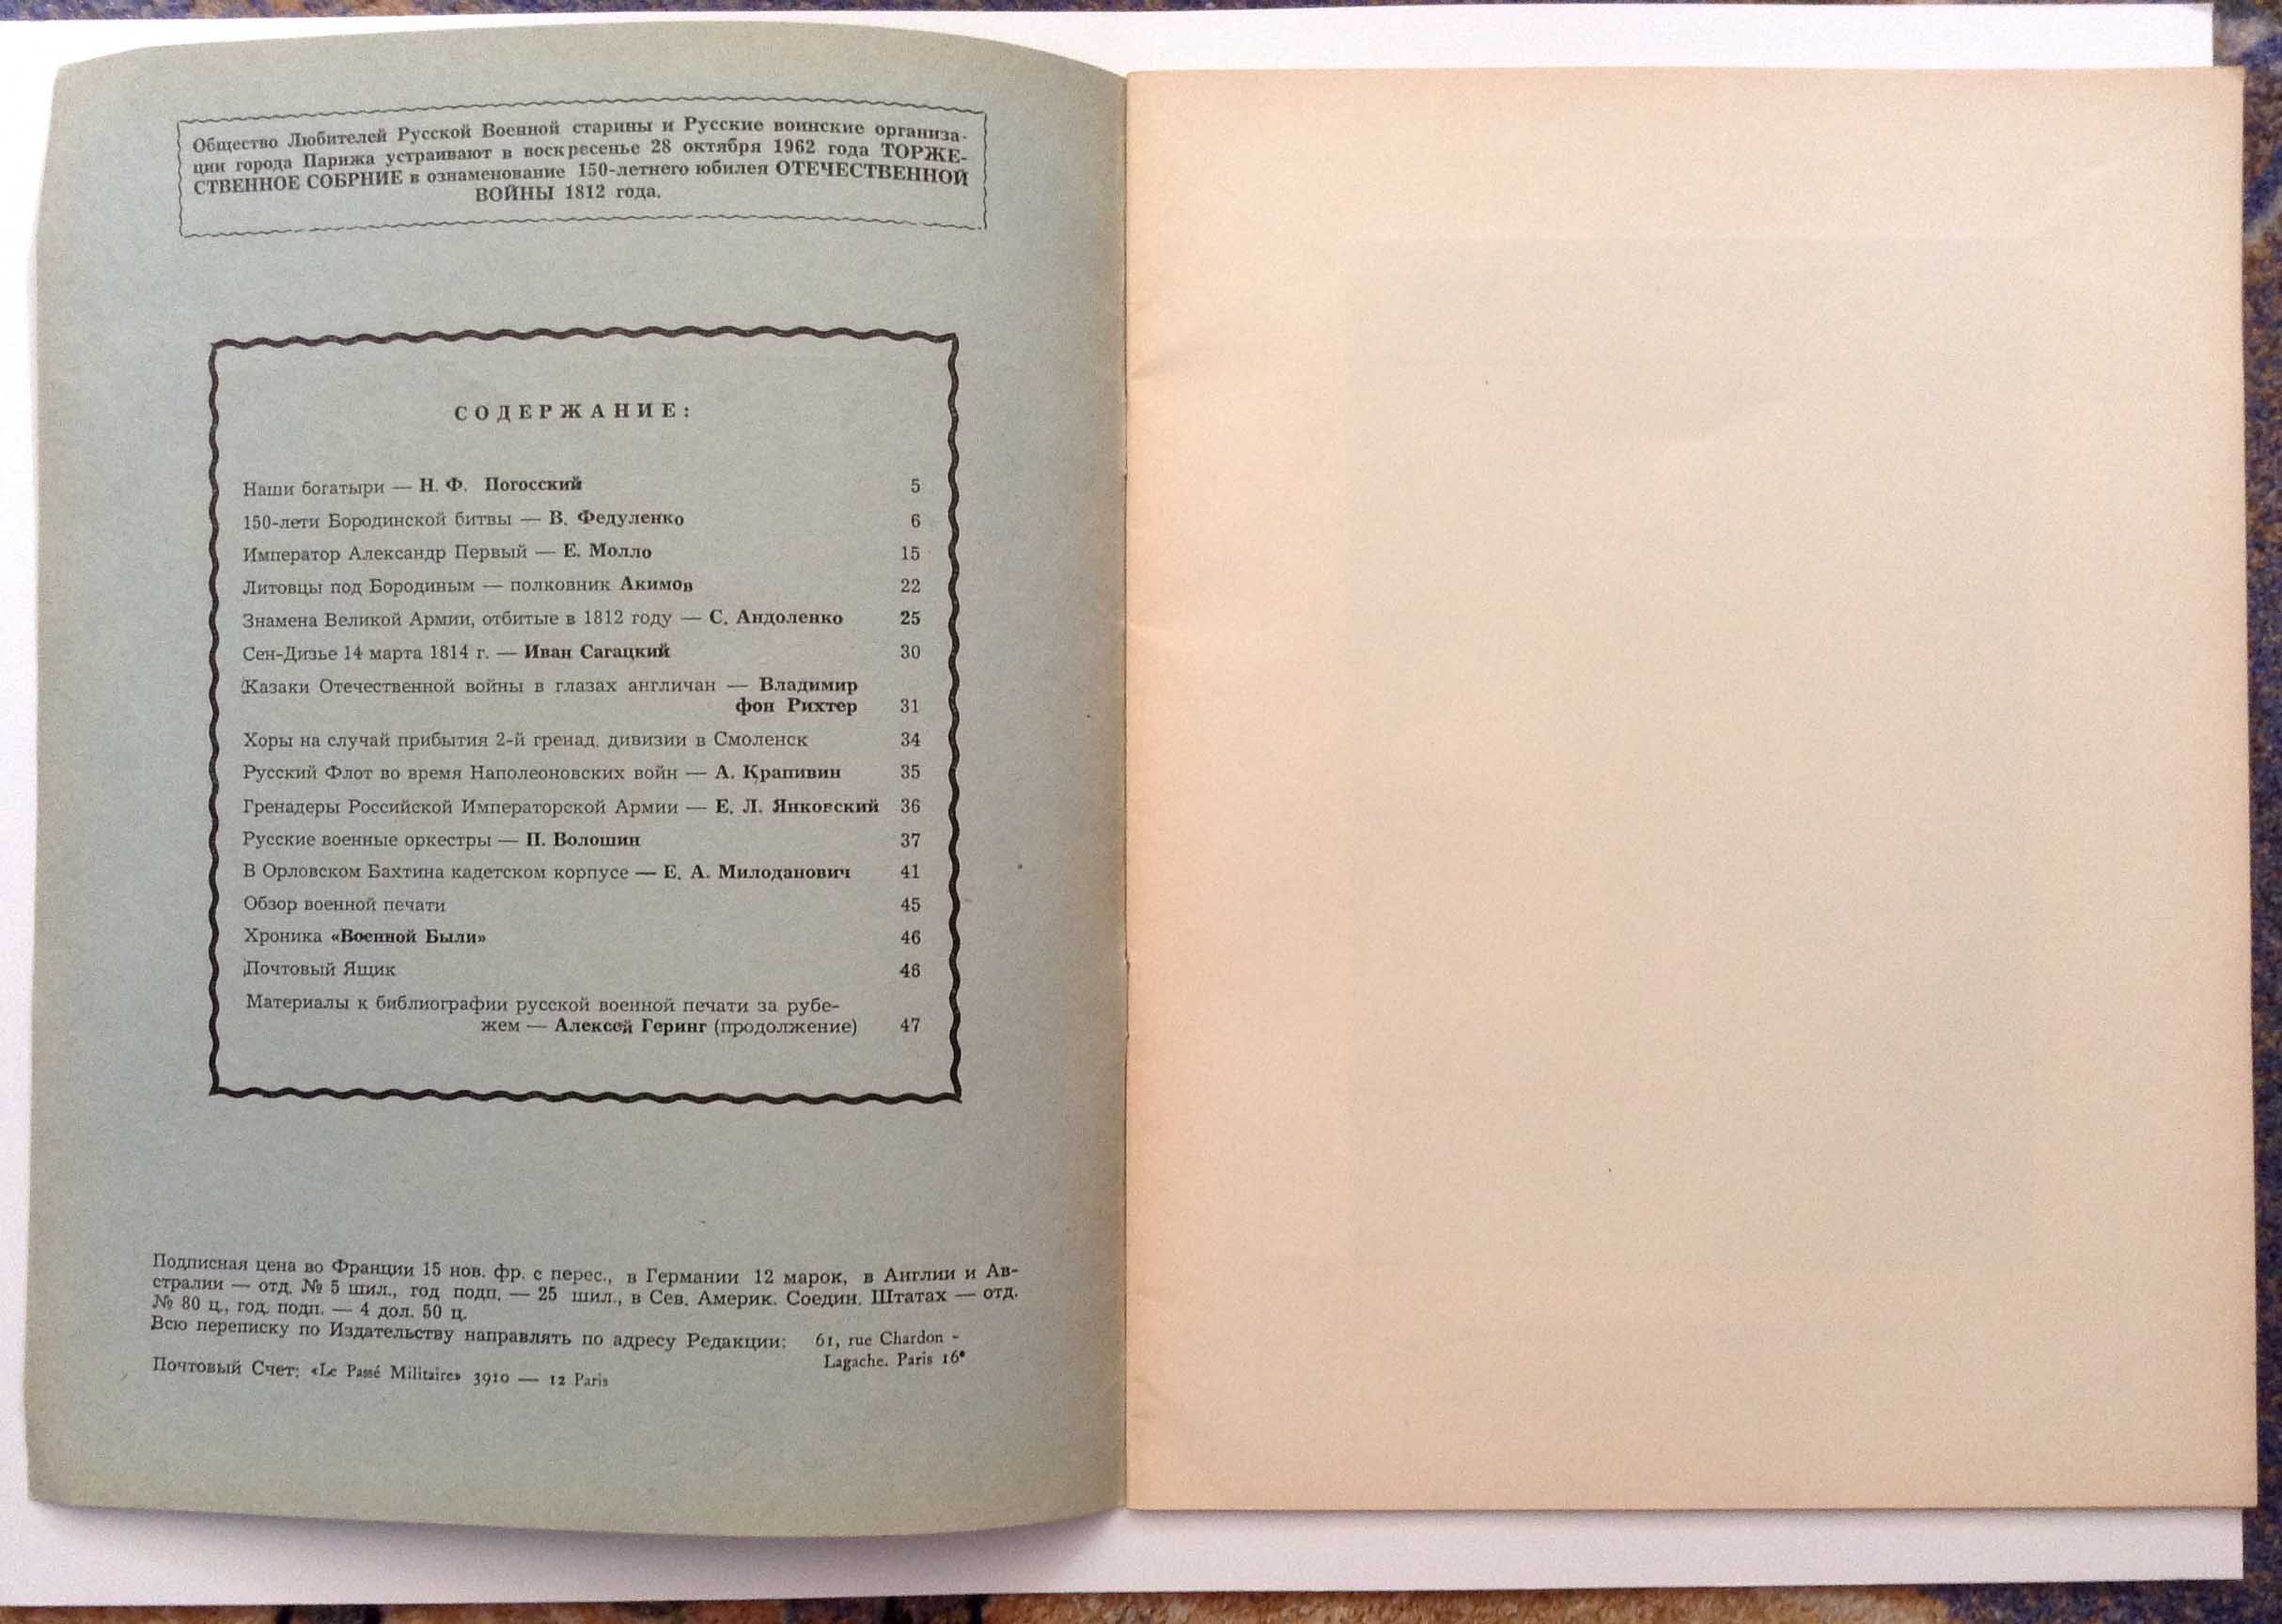 Общество Любителей Русской Военной старины и Русские воинские организа-
ции города Парижа устраивают в воскресенье 28 октября 1962 года ТОРЖЕ-
СТВЕННОЕ СОБРНИЕ в ознаменование 150-летнего юбилея ОТЕЧЕСТВЕННОЙ
ВОЙНЫ 1812 года.
СОДЕРЖАНИЕ:
Наши богатыри — Н. Ф. Погосский 5
150-лети Бородинской битвы — В. Федуленко 6
Император Александр Первый — Е. Молло 15
Литовцы под Бородиным — полковник Акимов 22
Знамена Великой Армии, отбитые в 1812 году — С. Андоленко 25
Сен-Дизье 14 марта 1814 г. — Иван Сагацкий 30
Казаки Отечественной войны в глазах англичан — Владимир
фон Рихтер 31
Хоры на случай прибытия 2-й гренад. дивизии в Смоленск 34
Русский Флот во время Наполеоновских войн — А. Крапивин 35
Гренадеры Российской Императорской Армии — Е. Л. Янковский 36
Русские военные оркестры — П. Волошин 37
В Орловском Бахтина кадетском корпусе — Е. А. Милоданович 41
Обзор военной печати 45
Хроника «Военной Были» 46
Почтовый Ящик 46
Материалы к библиографии русской военной печати за рубе-
жем — Алексей Геринг (продолжение) 47
Подписная цена во Франции 15 нов. фр. с перес., в Германии 12 марок, в Англии и Ав-
стралии — отд. № 5 шил., год подп. — 25 шил., в Сев. Америк. Соедин. Штатах — отд.
№ 80 ц., год. подп. — 4 дол. 50 ц.
Всю переписку по Издательству направлять по адресу Редакции: 61, rue Chardon -
Lagache. Paris 16e
Почтовый Счет: «Le Passé Militaire» 3910 — 12 Paris